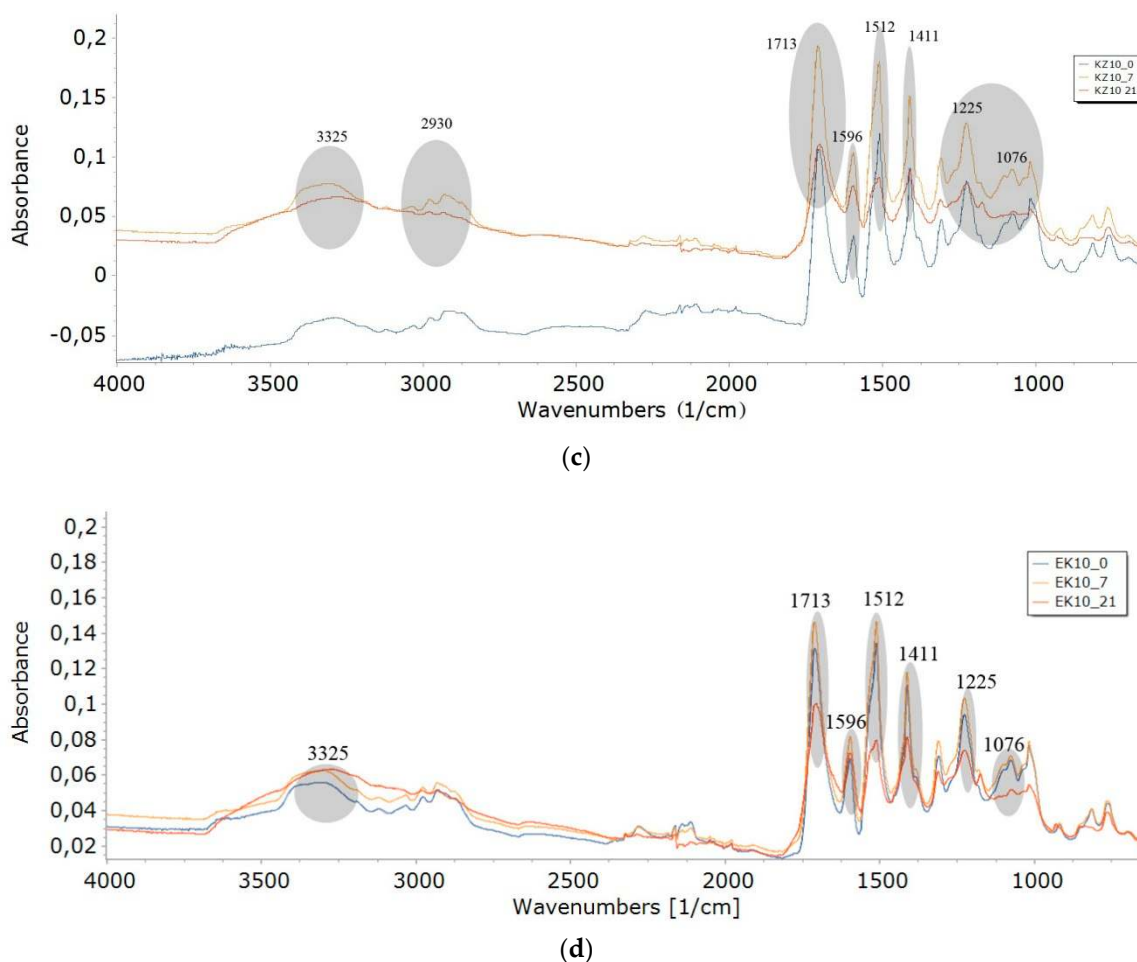 0,2
0,15
0,1
0,05
0
-0,05
Absorbance
1713
1512
1411
1596
1225
1076
3325
2930
KZ10_0
KZ10_7
KZ10 21
4000 3500 3000 2500 2000 1500 1000
Wavenumbers (1/cm)
(c)
0,2
0,18
0,16
0,14
0,12
0,1
0,08
0,06
0,04
0,02
Absorbance
1713
1512
1411
1596
1225
1076
3325
EK10_0
EK10_7
EK10_21
4000 3500 3000 2500 2000 1500 1000
Wavenumbers [1/cm]
(d)